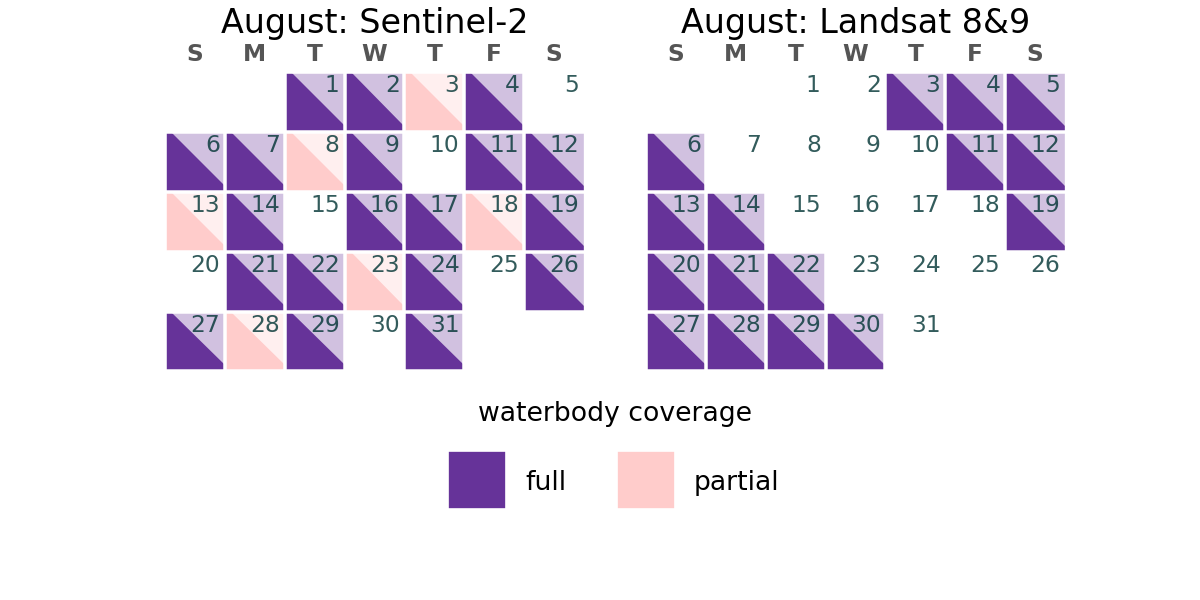 August: Sentinel-2
S M T W T F S
1 2 3 4 5
6 7 8 9 10 11 12
13 14 15 16 17 18 19
20 21 22 23 24 25 26
27 28 29 30 31
August: Landsat 8&9
S M T W T F S
1 2 3 4 5
6 7 8 9 10 11 12
13 14 15 16 17 18 19
20 21 22 23 24 25 26
27 28 29 30 31
waterbody coverage
full
partial